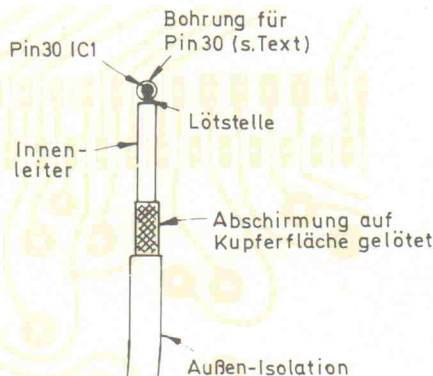 Bohrung für
Pin30 (s.Text)
Pin30 IC1
Lötstelle
Innen-
leiter
Abschirmung auf
Kupferfläche gelötet
Außen-Isolation